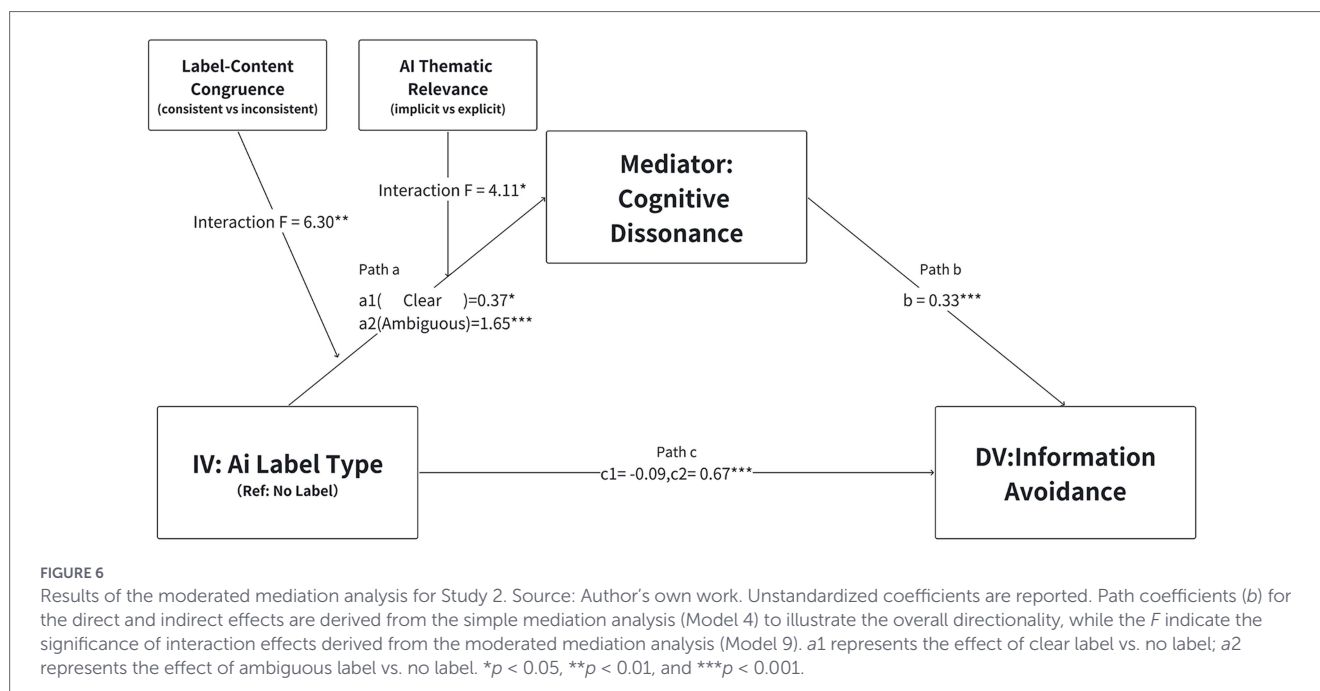 Label-Content
Congruence
(consistent vs inconsistent)
AI Thematic
Relevance
(implicit vs explicit)
Mediator:
Cognitive
Dissonance
Interaction F = 4.11*
Interaction F = 6.30**
Path a
a1( Clear )=0.37*
a2(Ambiguous)=1.65***
Path b
b = 0.33***
IV: Ai Label Type
(Ref: No Label)
Path c
c1= -0.09,c2= 0.67***
DV:Information
Avoidance
FIGURE 6
Results of the moderated mediation analysis for Study 2. Source: Author’s own work. Unstandardized coefficients are reported. Path coefficients (b) for
the direct and indirect effects are derived from the simple mediation analysis (Model 4) to illustrate the overall directionality, while the F indicate the
significance of interaction effects derived from the moderated mediation analysis (Model 9). a1 represents the effect of clear label vs. no label; a2
represents the effect of ambiguous label vs. no label. *p < 0.05, **p < 0.01, and ***p < 0.001.